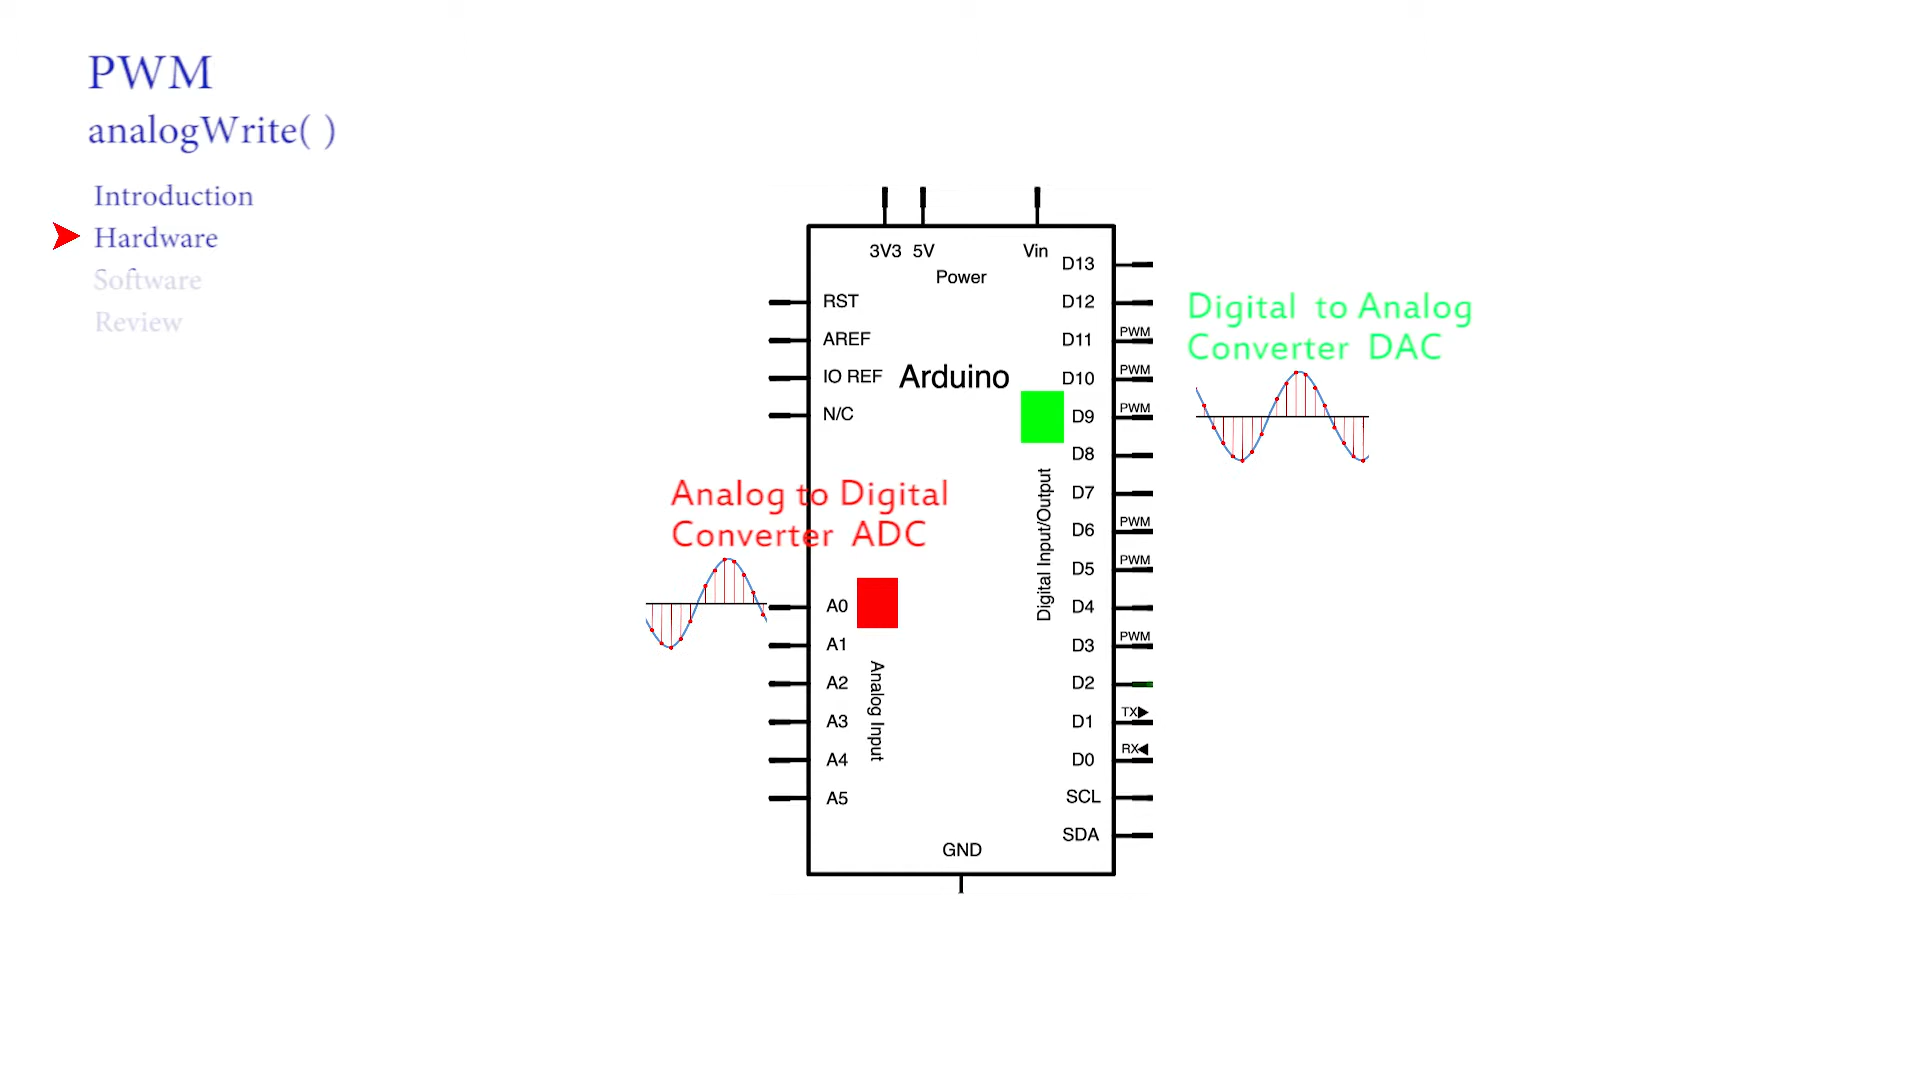 PWM
analogWrite( )
Introduction
Hardware
Software
Review
3V3 5V Vin
Power
RST
AREF
IO REF
N/C
Arduino
Analog to Digital
Converter ADC
A0
A1
A2
A3
A4
A5
Analog Input
Digital Input/Output
GND
D13
D12
D11 PWM
D10 PWM
D9 PWM
D8
D7
D6 PWM
D5 PWM
D4
D3 PWM
D2
D1 TX
D0 RX
SCL
SDA
Digital to Analog
Converter DAC